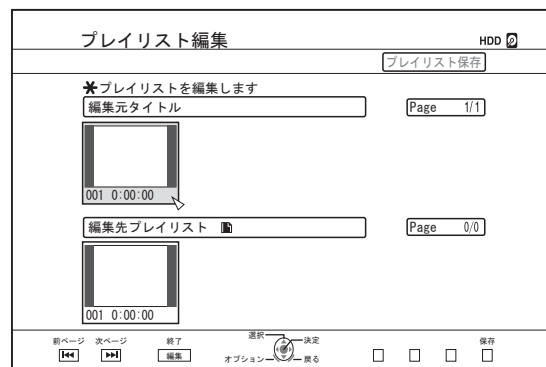 プレイリスト編集 HDD
プレイリスト保存
プレイリストを編集します
編集元タイトル Page 1/1
001 0:00:00
編集先プレイリスト Page 0/0
001 0:00:00
前ページ 次ページ 終了 選択 決定 保存
編集 オプション 戻る